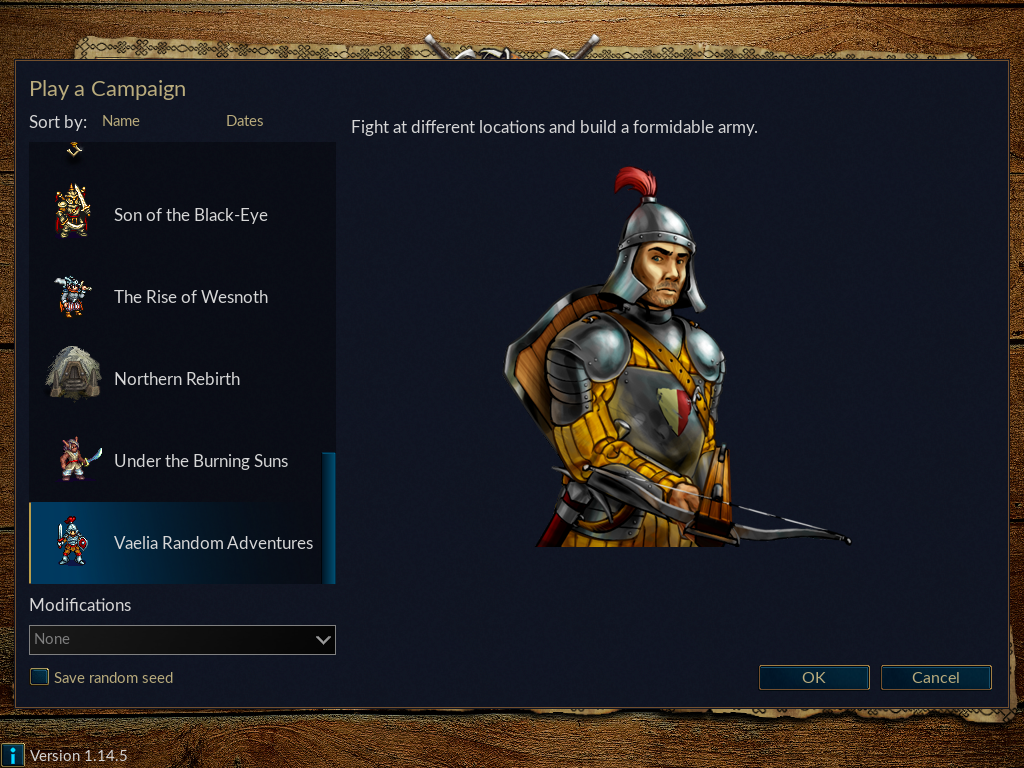 Play a Campaign
Sort by: Name Dates
Fight at different locations and build a formidable army.
Son of the Black-Eye
The Rise of Wesnoth
Northern Rebirth
Under the Burning Suns
Vaelia Random Adventures
Modifications
None
Save random seed
OK Cancel
Version 1.14.5